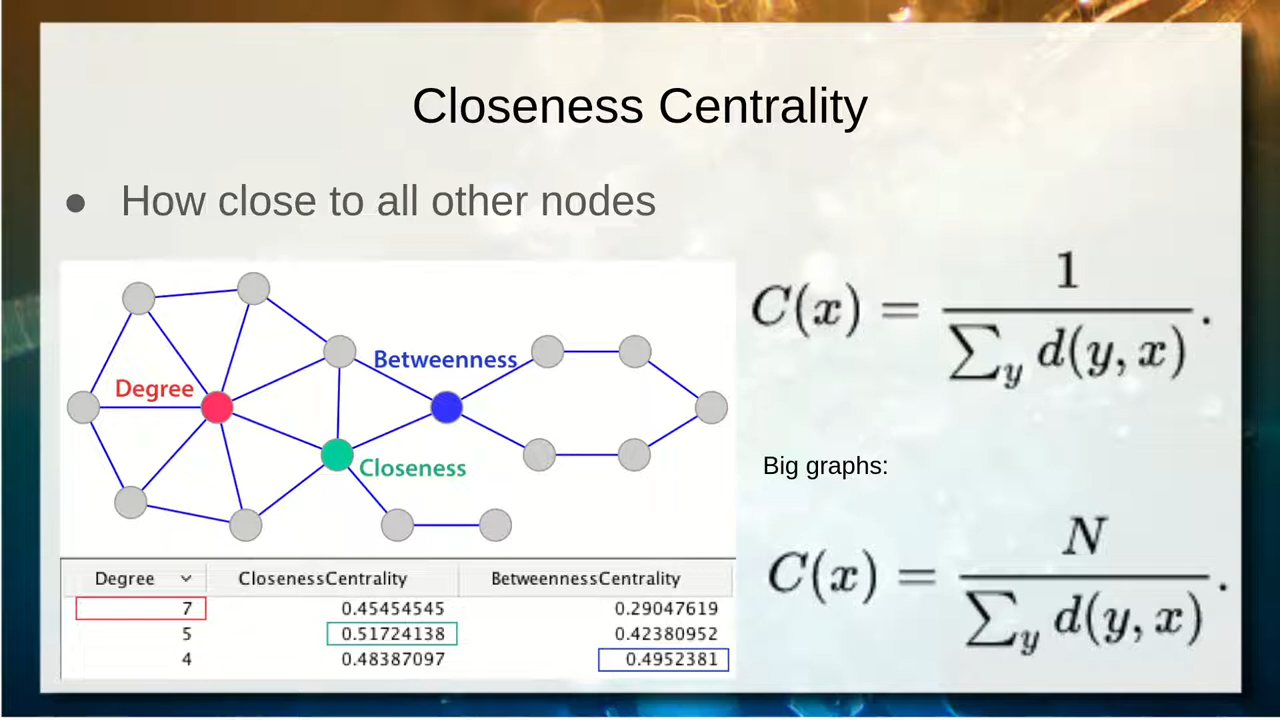 Closeness Centrality
● How close to all other nodes
Degree
Betweenness
Closeness
Degree ClosenessCentrality BetweennessCentrality
7 0.45454545 0.29047619
5 0.51724138 0.42380952
4 0.48387097 0.4952381
C(x) = 1 / ∑_y d(y, x) .
Big graphs:
C(x) = N / ∑_y d(y, x) .